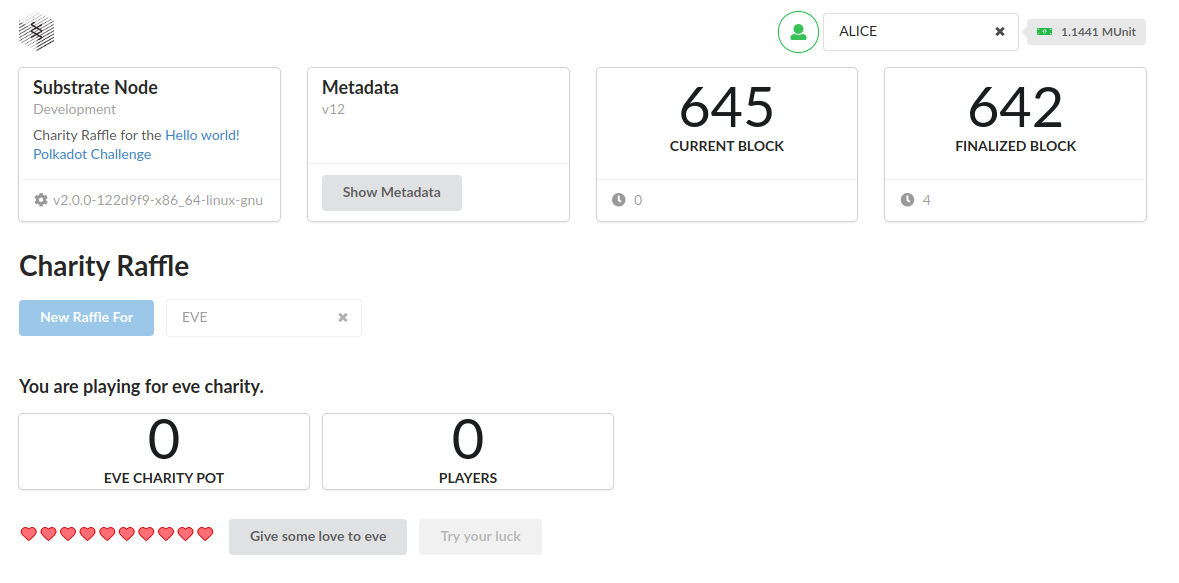 ALICE
1.1441 MUnit
Substrate Node
Development
Charity Raffle for the Hello world!
Polkadot Challenge
v2.0.0-122d9f9-x86_64-linux-gnu
Metadata
v12
Show Metadata
645
CURRENT BLOCK
0
642
FINALIZED BLOCK
4
Charity Raffle
New Raffle For
EVE
You are playing for eve charity.
0
EVE CHARITY POT
0
PLAYERS
Give some love to eve
Try your luck